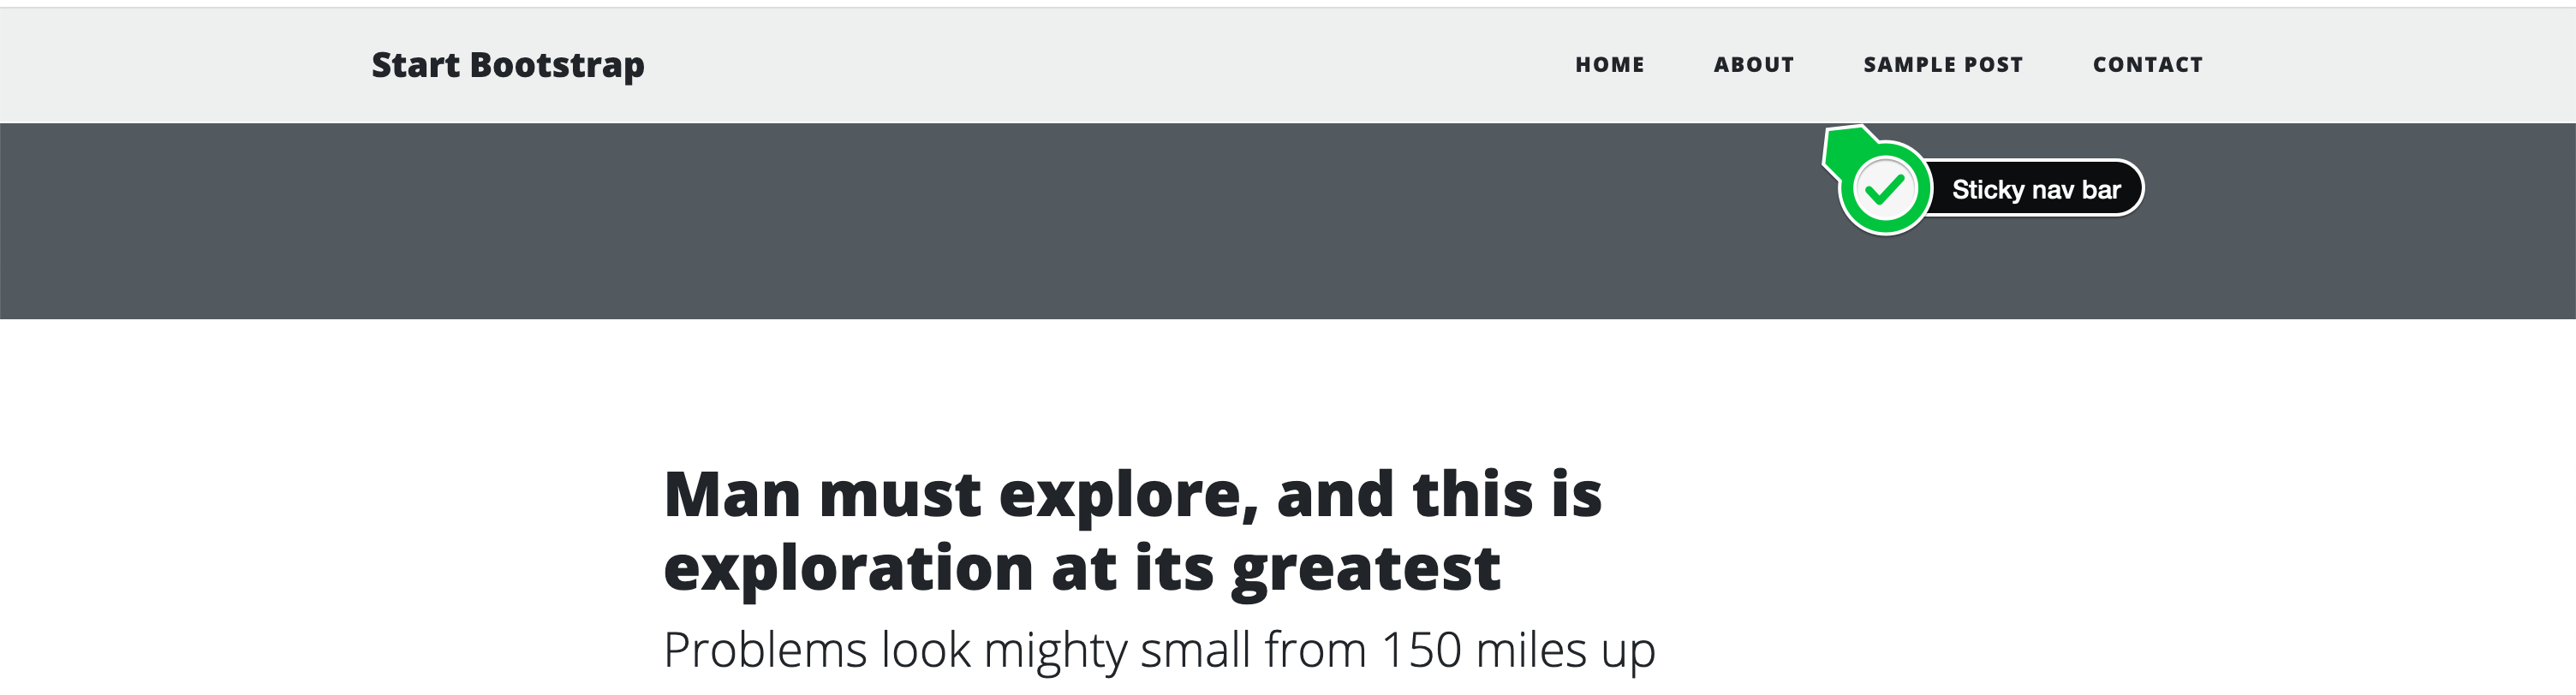 Start Bootstrap
HOME ABOUT SAMPLE POST CONTACT
Sticky nav bar
Man must explore, and this is
exploration at its greatest
Problems look mighty small from 150 miles up